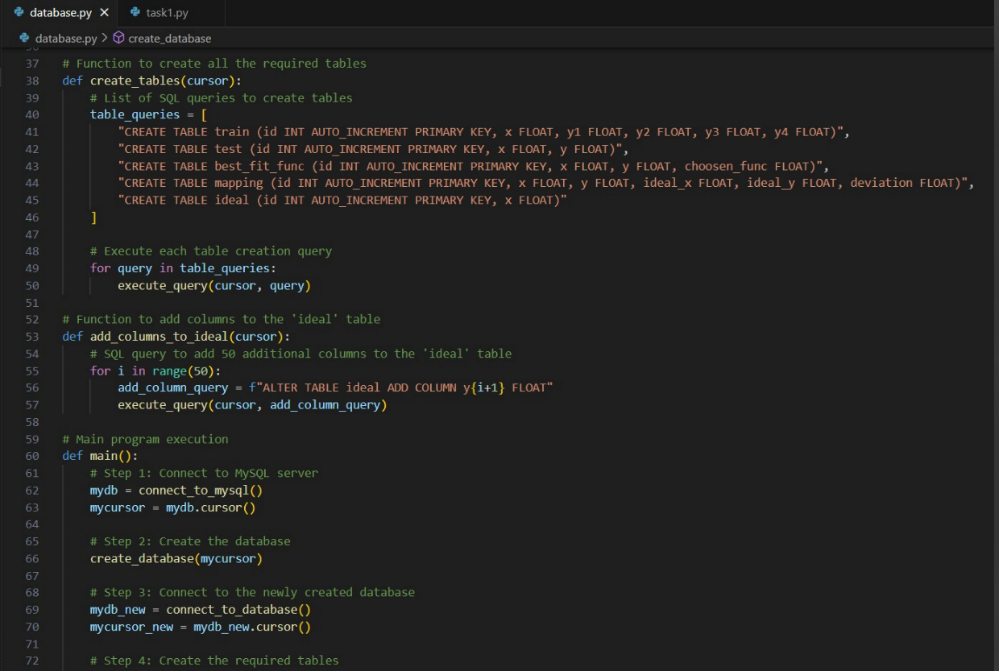 database.py
task1.py
database.py > create_database
37 # Function to create all the required tables
38 def create_tables(cursor):
39     # List of SQL queries to create tables
40     table_queries = [
41         "CREATE TABLE train (id INT AUTO_INCREMENT PRIMARY KEY, x FLOAT, y1 FLOAT, y2 FLOAT, y3 FLOAT, y4 FLOAT)",
42         "CREATE TABLE test (id INT AUTO_INCREMENT PRIMARY KEY, x FLOAT, y FLOAT)",
43         "CREATE TABLE best_fit_func (id INT AUTO_INCREMENT PRIMARY KEY, x FLOAT, y FLOAT, choosen_func FLOAT)",
44         "CREATE TABLE mapping (id INT AUTO_INCREMENT PRIMARY KEY, x FLOAT, y FLOAT, ideal_x FLOAT, ideal_y FLOAT, deviation FLOAT)",
45         "CREATE TABLE ideal (id INT AUTO_INCREMENT PRIMARY KEY, x FLOAT)"
46     ]
47
48     # Execute each table creation query
49     for query in table_queries:
50         execute_query(cursor, query)
51
52 # Function to add columns to the 'ideal' table
53 def add_columns_to_ideal(cursor):
54     # SQL query to add 50 additional columns to the 'ideal' table
55     for i in range(50):
56         add_column_query = f"ALTER TABLE ideal ADD COLUMN y{i+1} FLOAT"
57         execute_query(cursor, add_column_query)
58
59 # Main program execution
60 def main():
61     # Step 1: Connect to MySQL server
62     mydb = connect_to_mysql()
63     mycursor = mydb.cursor()
64
65     # Step 2: Create the database
66     create_database(mycursor)
67
68     # Step 3: Connect to the newly created database
69     mydb_new = connect_to_database()
70     mycursor_new = mydb_new.cursor()
71
72     # Step 4: Create the required tables